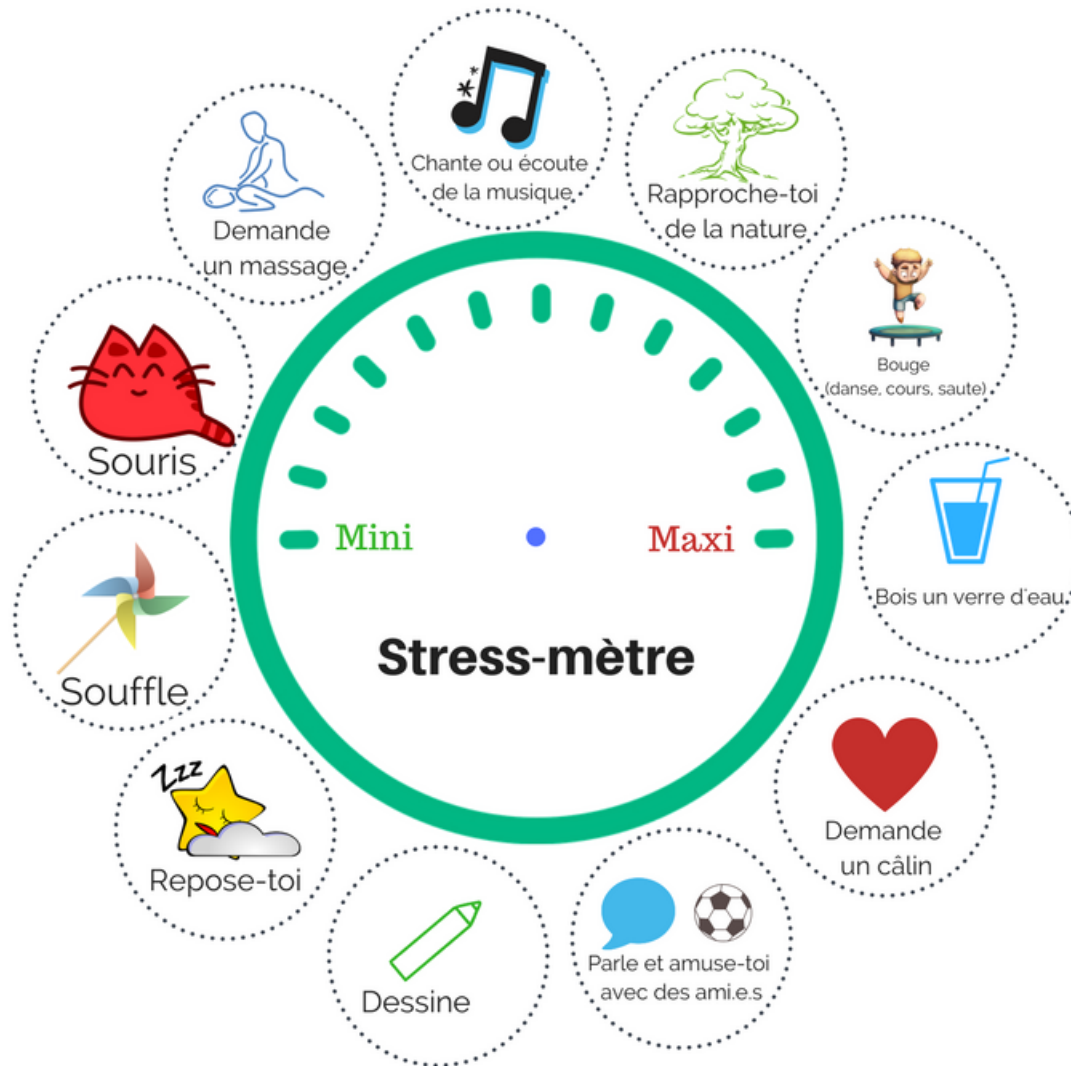 Chante ou écoute
de la musique
Rapproche-toi
de la nature
Bouge
(danse, cours, saute)
Bois un verre d'eau
Demande
un câlin
Parle et amuse-toi
avec des ami.e.s
Dessine
Zzz
Repose-toi
Souffle
Souris
Demande
un massage
Mini
Maxi
Stress-mètre